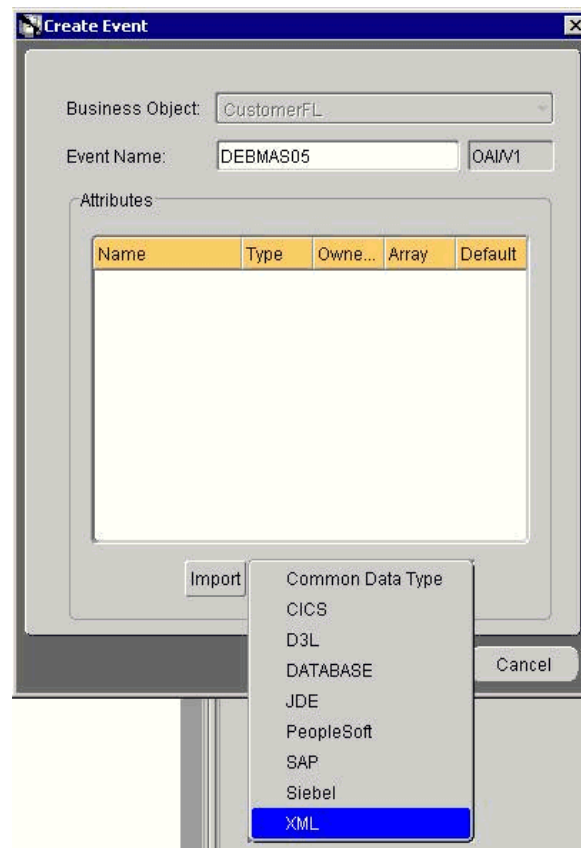 Create Event
Business Object: CustomerFL
Event Name: DEBMAS05 OAI/V1
Attributes
Name Type Owne... Array Default
Import
Common Data Type
CICS
D3L
DATABASE
JDE
PeopleSoft
SAP
Siebel
XML
Cancel